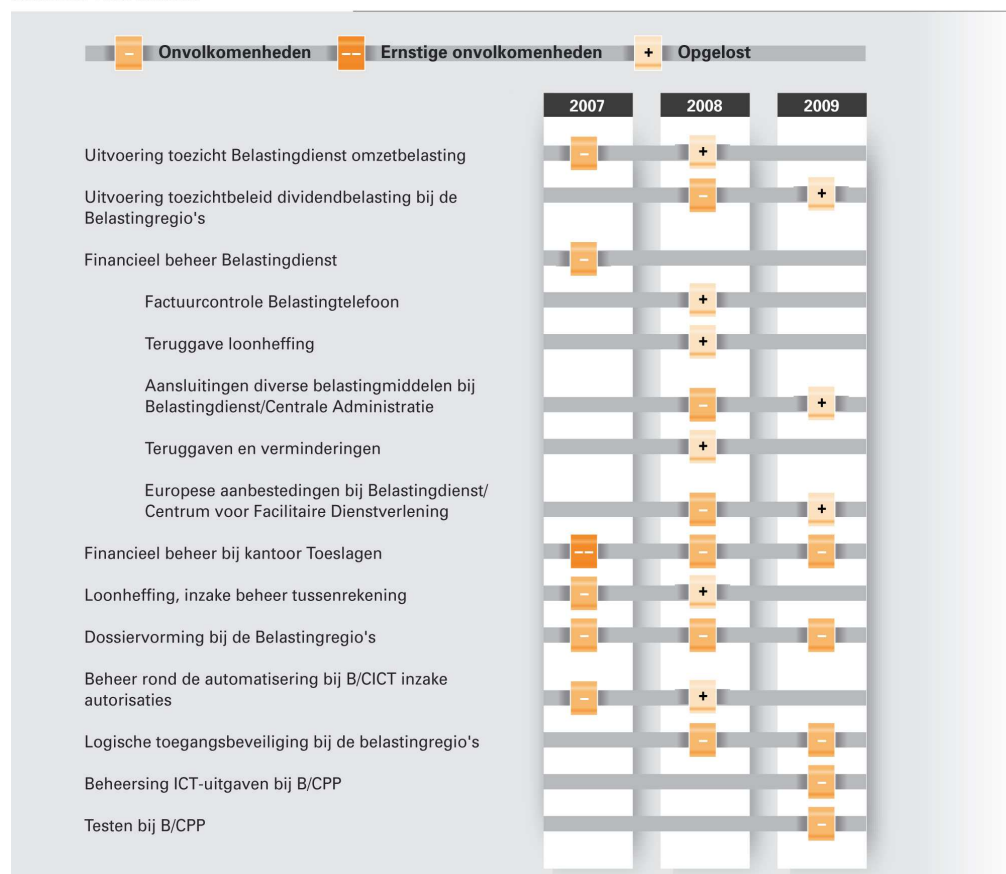 – Onvolkomenheden –– Ernstige onvolkomenheden + Opgelost
2007 2008 2009
Uitvoering toezicht Belastingdienst omzetbelasting – +
Uitvoering toezichtbeleid dividendbelasting bij de
Belastingregio's – +
Financieel beheer Belastingdienst –
Factuurcontrole Belastingtelefoon +
Teruggave loonheffing +
Aansluitingen diverse belastingmiddelen bij
Belastingdienst/Centrale Administratie – +
Teruggaven en verminderingen +
Europese aanbestedingen bij Belastingdienst/
Centrum voor Facilitaire Dienstverlening – +
Financieel beheer bij kantoor Toeslagen –– – –
Loonheffing, inzake beheer tussenrekening – +
Dossiervorming bij de Belastingregio's – – –
Beheer rond de automatisering bij B/CICT inzake
autorisaties – +
Logische toegangsbeveiliging bij de belastingregio's – –
Beheersing ICT-uitgaven bij B/CPP –
Testen bij B/CPP –